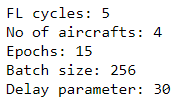 FL cycles: 5
No of aircrafts: 4
Epochs: 15
Batch size: 256
Delay parameter: 30